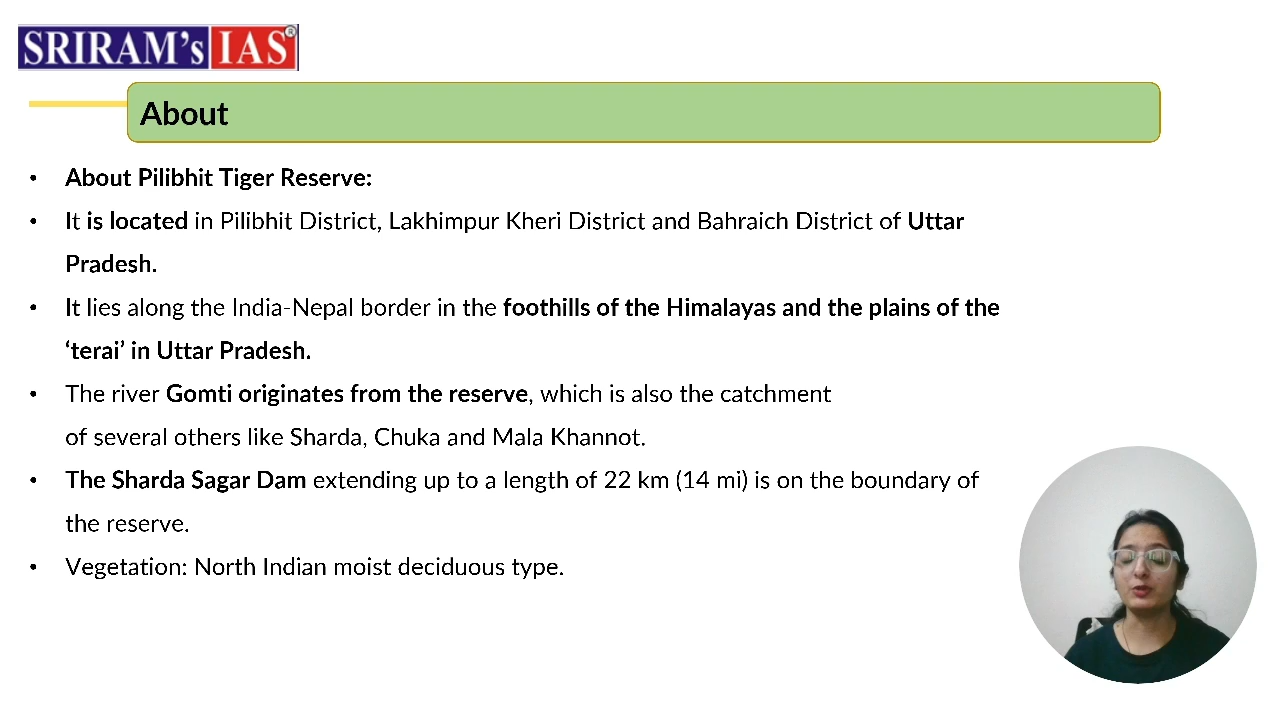 SRIRAM's IAS®
About
• About Pilibhit Tiger Reserve:
• It is located in Pilibhit District, Lakhimpur Kheri District and Bahraich District of Uttar
Pradesh.
• It lies along the India-Nepal border in the foothills of the Himalayas and the plains of the
‘terai’ in Uttar Pradesh.
• The river Gomti originates from the reserve, which is also the catchment
of several others like Sharda, Chuka and Mala Khannot.
• The Sharda Sagar Dam extending up to a length of 22 km (14 mi) is on the boundary of
the reserve.
• Vegetation: North Indian moist deciduous type.